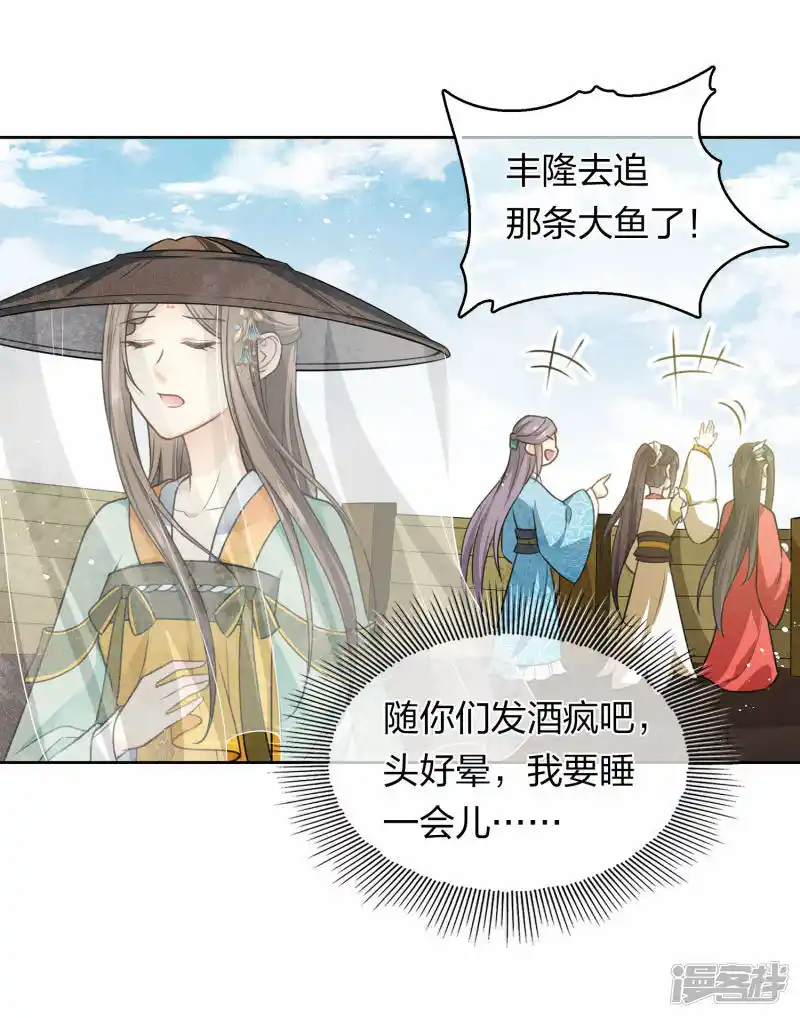 丰隆去追
那条大鱼了!
随你们发酒疯吧,
头好晕,我要睡
一会儿……
漫客栈